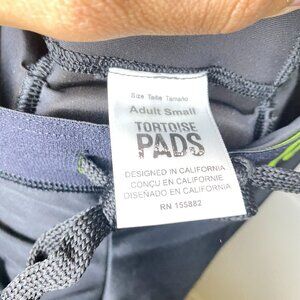 Size Taille Tamaño
Adult Small
TORTOISE
PADS
DESIGNED IN CALIFORNIA
CONÇU EN CALIFORNIE
DISEÑADO EN CALIFORNIA
RN 155882